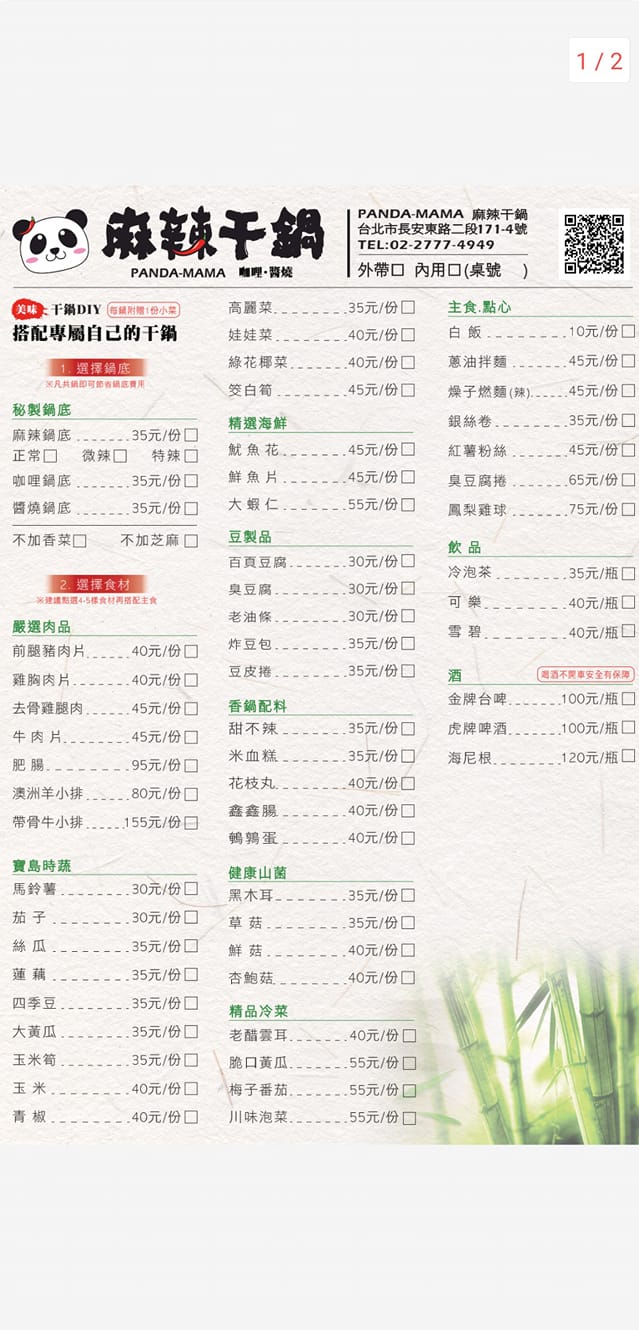 1 / 2
麻辣干鍋
PANDA-MAMA 咖哩·醬燒
PANDA-MAMA 麻辣干鍋
台北市長安東路二段171-4號
TEL:02-2777-4949
外帶□ 內用□(桌號 )
美味 干鍋DIY 每鍋附贈1份小菜
搭配專屬自己的干鍋
1. 選擇鍋底
※凡共鍋即可節省鍋底費用
秘製鍋底
麻辣鍋底 35元/份□
正常□ 微辣□ 特辣□
咖哩鍋底 35元/份□
醬燒鍋底 35元/份□
不加香菜□ 不加芝麻□
2. 選擇食材
※建議點選4-5樣食材再搭配主食
嚴選肉品
前腿豬肉片 40元/份□
雞胸肉片 40元/份□
去骨雞腿肉 45元/份□
牛肉片 45元/份□
肥腸 95元/份□
澳洲羊小排 80元/份□
帶骨牛小排 155元/份□
寶島時蔬
馬鈴薯 30元/份□
茄子 30元/份□
絲瓜 35元/份□
蓮藕 35元/份□
四季豆 35元/份□
大黃瓜 35元/份□
玉米筍 35元/份□
玉米 40元/份□
青椒 40元/份□
高麗菜 35元/份□
娃娃菜 40元/份□
綠花椰菜 40元/份□
筊白筍 45元/份□
精選海鮮
魷魚花 45元/份□
鮮魚片 45元/份□
大蝦仁 55元/份□
豆製品
百頁豆腐 30元/份□
臭豆腐 30元/份□
老油條 30元/份□
炸豆包 35元/份□
豆皮捲 35元/份□
香鍋配料
甜不辣 35元/份□
米血糕 35元/份□
花枝丸 40元/份□
鑫鑫腸 40元/份□
鵪鶉蛋 40元/份□
健康山菌
黑木耳 35元/份□
草菇 35元/份□
鮮菇 40元/份□
杏鮑菇 40元/份□
精品冷菜
老醋雲耳 40元/份□
脆口黃瓜 55元/份□
梅子番茄 55元/份□
川味泡菜 55元/份□
主食.點心
白飯 10元/份□
蔥油拌麵 45元/份□
燥子燃麵(辣) 45元/份□
銀絲卷 35元/份□
紅薯粉絲 45元/份□
臭豆腐捲 65元/份□
鳳梨雞球 75元/份□
飲品
冷泡茶 35元/瓶□
可樂 40元/瓶□
雪碧 40元/瓶□
酒 喝酒不開車安全有保障
金牌台啤 100元/瓶□
虎牌啤酒 100元/瓶□
海尼根 120元/瓶□